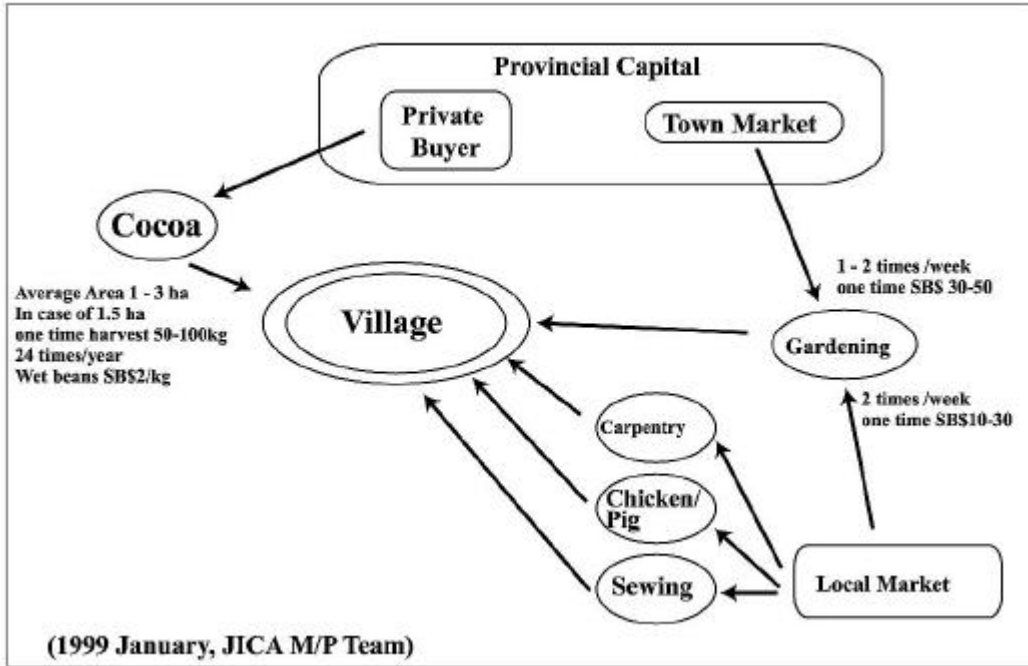 Provincial Capital
Private
Buyer
Town Market
Cocoa
Average Area 1 - 3 ha
In case of 1.5 ha
one time harvest 50-100kg
24 times/year
Wet beans SB$2/kg
Village
1 - 2 times /week
one time SB$ 30-50
Gardening
2 times /week
one time SB$10-30
Carpentry
Chicken/
Pig
Sewing
Local Market
(1999 January, JICA M/P Team)